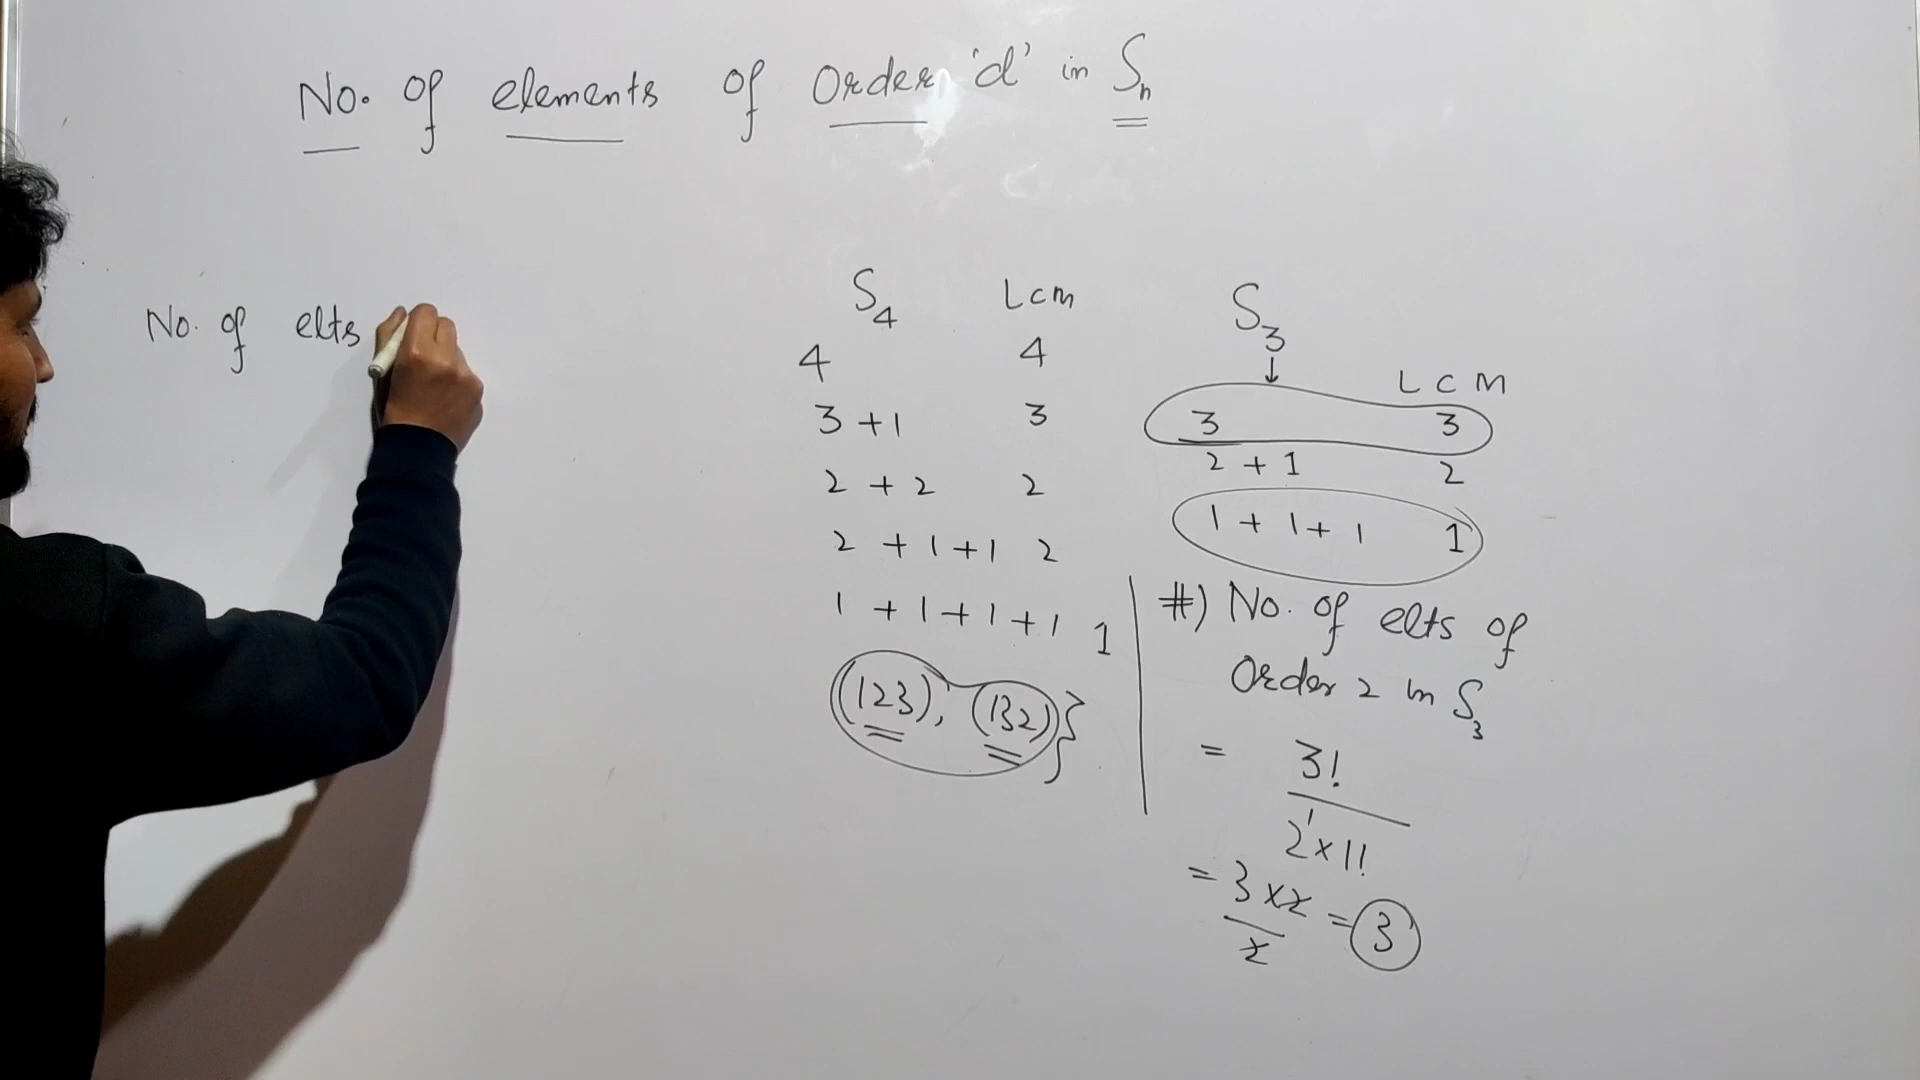 No. of elements of Order 'd' in Sn
No. of elts
S4 LCM
4 4
3 + 1 3
2 + 2 2
2 + 1 + 1 2
1 + 1 + 1 + 1 1
(123), (132)}
S3
↓
LCM
3 3
2 + 1 2
1 + 1 + 1 1
#) No. of elts of
Order 2 in S3
= 3!
2¹ × 1!
= 3 × 2 = 3
2